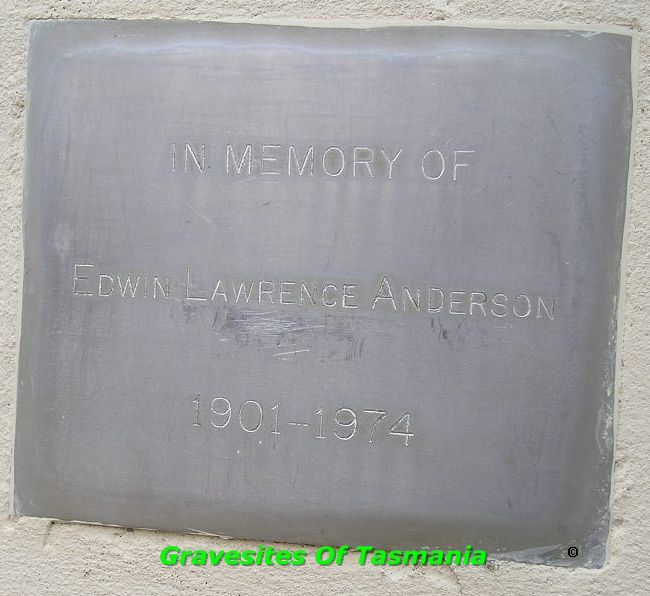 IN MEMORY OF
EDWIN LAWRENCE ANDERSON
1901-1974
Gravesites Of Tasmania
©